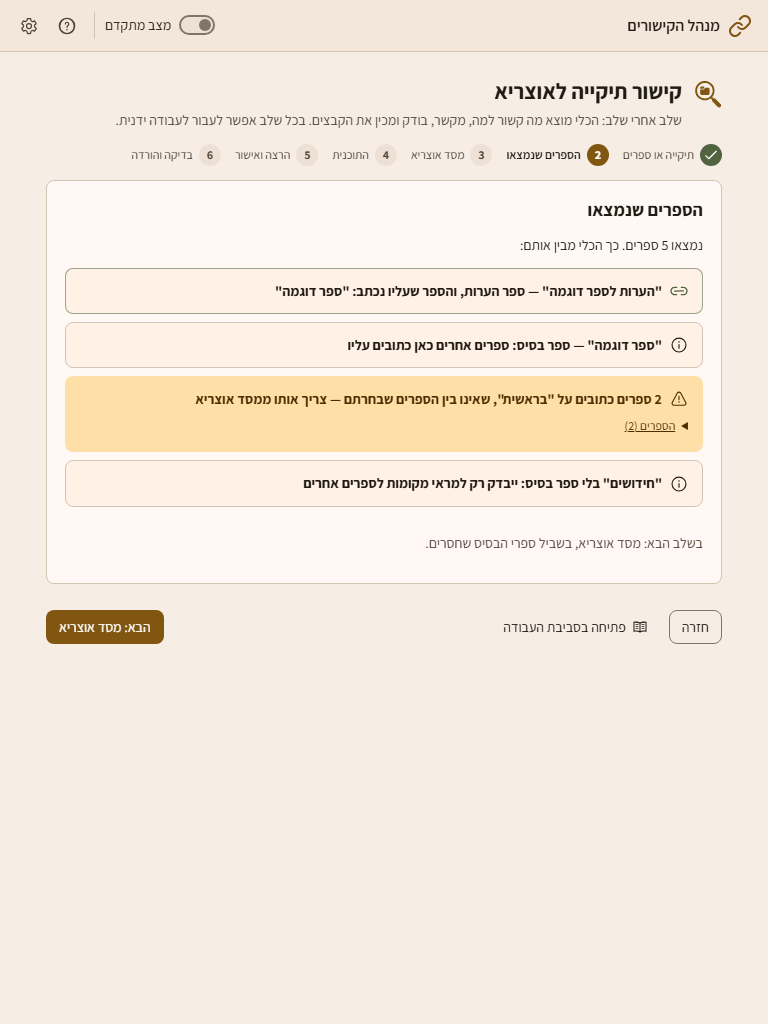 מנהל הקישורים
מצב מתקדם
קישור תיקייה לאוצריא
שלב אחרי שלב: הכלי מוצא מה קשור למה, מקשר, בודק ומכין את הקבצים. בכל שלב אפשר לעבור לעבודה ידנית.
תיקייה או ספרים
2 הספרים שנמצאו
3 מסד אוצריא
4 התוכנית
5 הרצה ואישור
6 בדיקה והורדה
הספרים שנמצאו
נמצאו 5 ספרים. כך הכלי מבין אותם:
"הערות לספר דוגמה" — ספר הערות, והספר שעליו נכתב: "ספר דוגמה"
"ספר דוגמה" — ספר בסיס: ספרים אחרים כאן כתובים עליו
2 ספרים כתובים על "בראשית", שאינו בין הספרים שבחרתם — צריך אותו ממסד אוצריא
הספרים (2)
"חידושים" בלי ספר בסיס: ייבדק רק למראי מקומות לספרים אחרים
בשלב הבא: מסד אוצריא, בשביל ספרי הבסיס שחסרים.
חזרה
פתיחה בסביבת העבודה
הבא: מסד אוצריא